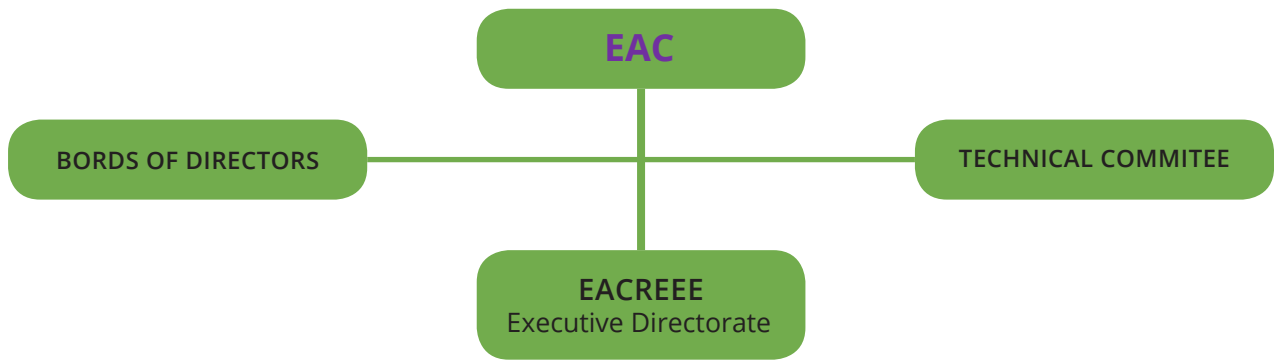 EAC
BORDS OF DIRECTORS
TECHNICAL COMMITEE
EACREEE
Executive Directorate